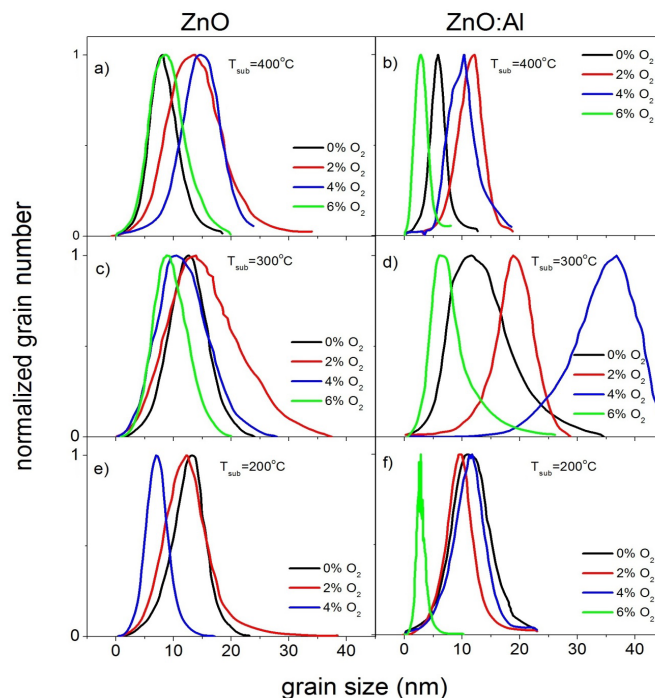 ZnO
ZnO:Al
a)
T_sub=400°C
0% O₂
2% O₂
4% O₂
6% O₂
b)
T_sub=400°C
0% O₂
2% O₂
4% O₂
6% O₂
c)
T_sub=300°C
0% O₂
2% O₂
4% O₂
6% O₂
d)
T_sub=300°C
0% O₂
2% O₂
4% O₂
6% O₂
e)
T_sub=200°C
0% O₂
2% O₂
4% O₂
f)
T_sub=200°C
0% O₂
2% O₂
4% O₂
6% O₂
1
0
1
0
1
0
0 10 20 30 40
0 10 20 30 40
normalized grain number
grain size (nm)